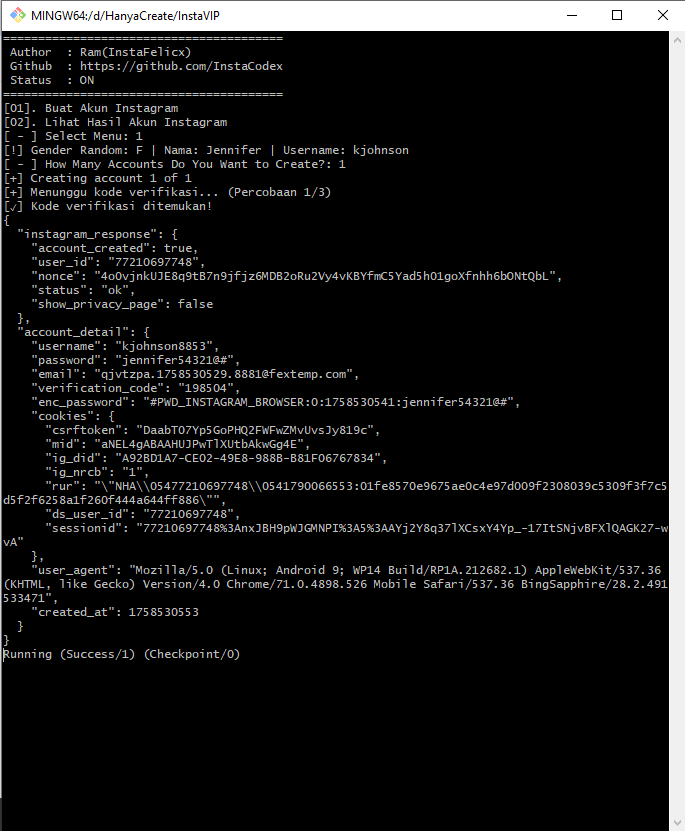 MINGW64:/d/HanyaCreate/InstaVIP
========================================
Author : Ram(InstaFelicx)
Github : https://github.com/InstaCodex
Status : ON
========================================
[01]. Buat Akun Instagram
[02]. Lihat Hasil Akun Instagram
[ - ] Select Menu: 1
[!] Gender Random: F | Nama: Jennifer | Username: kjohnson
[ - ] How Many Accounts Do You Want to Create?: 1
[+] Creating account 1 of 1
[+] Menunggu kode verifikasi... (Percobaan 1/3)
[✓] Kode verifikasi ditemukan!
{
  "instagram_response": {
    "account_created": true,
    "user_id": "77210697748",
    "nonce": "4oOvjnkUJE8q9tB7n9jfjz6MDB2oRu2Vy4vKBYfmC5Yad5hO1goXfnhh6bONtQbL",
    "status": "ok",
    "show_privacy_page": false
  },
  "account_detail": {
    "username": "kjohnson8853",
    "password": "jennifer54321@#",
    "email": "qjvtzpa.1758530529.8881@fextemp.com",
    "verification_code": "198504",
    "enc_password": "#PWD_INSTAGRAM_BROWSER:0:1758530541:jennifer54321@#",
    "cookies": {
      "csrftoken": "DaabTO7Yp5GoPHQ2FWFwZMvUvsJy819c",
      "mid": "aNEL4gABAAHUJPwTlXUtbAkwGg4E",
      "ig_did": "A92BD1A7-CE02-49E8-988B-B81F06767834",
      "ig_nrcb": "1",
      "rur": "\"NHA\\05477210697748\\0541790066553:01fe8570e9675ae0c4e97d009f2308039c5309f3f7c5
d5f2f6258a1f260f444a644ff886\"",
      "ds_user_id": "77210697748",
      "sessionid": "77210697748%3AnxJBH9pWJGMNPI%3A5%3AAYj2Y8q37lXCsxY4Yp_-17ItSNjvBFXlQAGK27-w
vA"
    },
    "user_agent": "Mozilla/5.0 (Linux; Android 9; WP14 Build/RP1A.212682.1) AppleWebKit/537.36
(KHTML, like Gecko) Version/4.0 Chrome/71.0.4898.526 Mobile Safari/537.36 BingSapphire/28.2.491
533471",
    "created_at": 1758530553
  }
}
Running (Success/1) (Checkpoint/0)